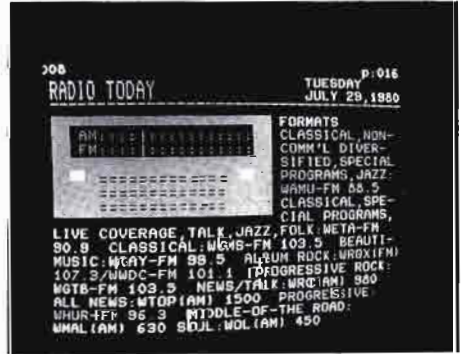 008
p:016
RADIO TODAY
TUESDAY
JULY 29,1980
AM
FM
FORMATS
CLASSICAL,NON-
COMM'L DIVER-
SIFIED,SPECIAL
PROGRAMS,JAZZ:
WAMU-FM 88.5
CLASSICAL,SPE-
CIAL PROGRAMS,
LIVE COVERAGE,TALK,JAZZ,FOLK:WETA-FM
90.9 CLASSICAL:WGMS-FM 103.5 BEAUTI-
MUSIC:WGAY-FM 99.5 ALBUM ROCK:WRQX(FM)
107.3/WWDC-FM 101.1 PROGRESSIVE ROCK:
WGTB-FM 103.5 NEWS/TALK:WRC(AM) 980
ALL NEWS:WTOP(AM) 1500 PROGRESSIVE:
WHUR-FM 96.3 MIDDLE-OF-THE ROAD:
WMAL(AM) 630 SOUL:WOL(AM) 450